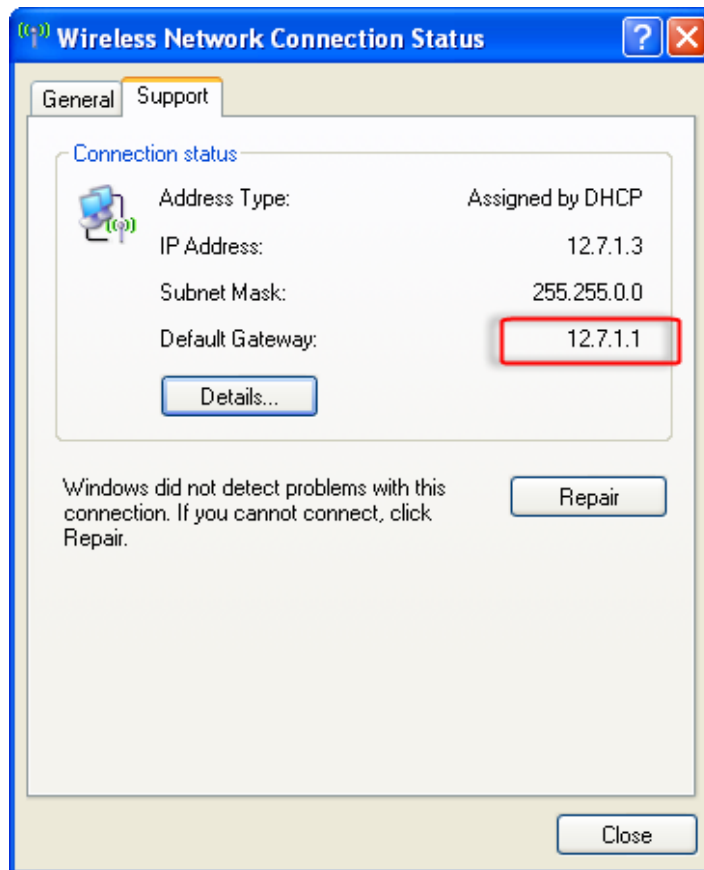 Wireless Network Connection Status
General
Support
Connection status
Address Type: Assigned by DHCP
IP Address: 12.7.1.3
Subnet Mask: 255.255.0.0
Default Gateway: 12.7.1.1
Details...
Windows did not detect problems with this
connection. If you cannot connect, click
Repair.
Repair
Close